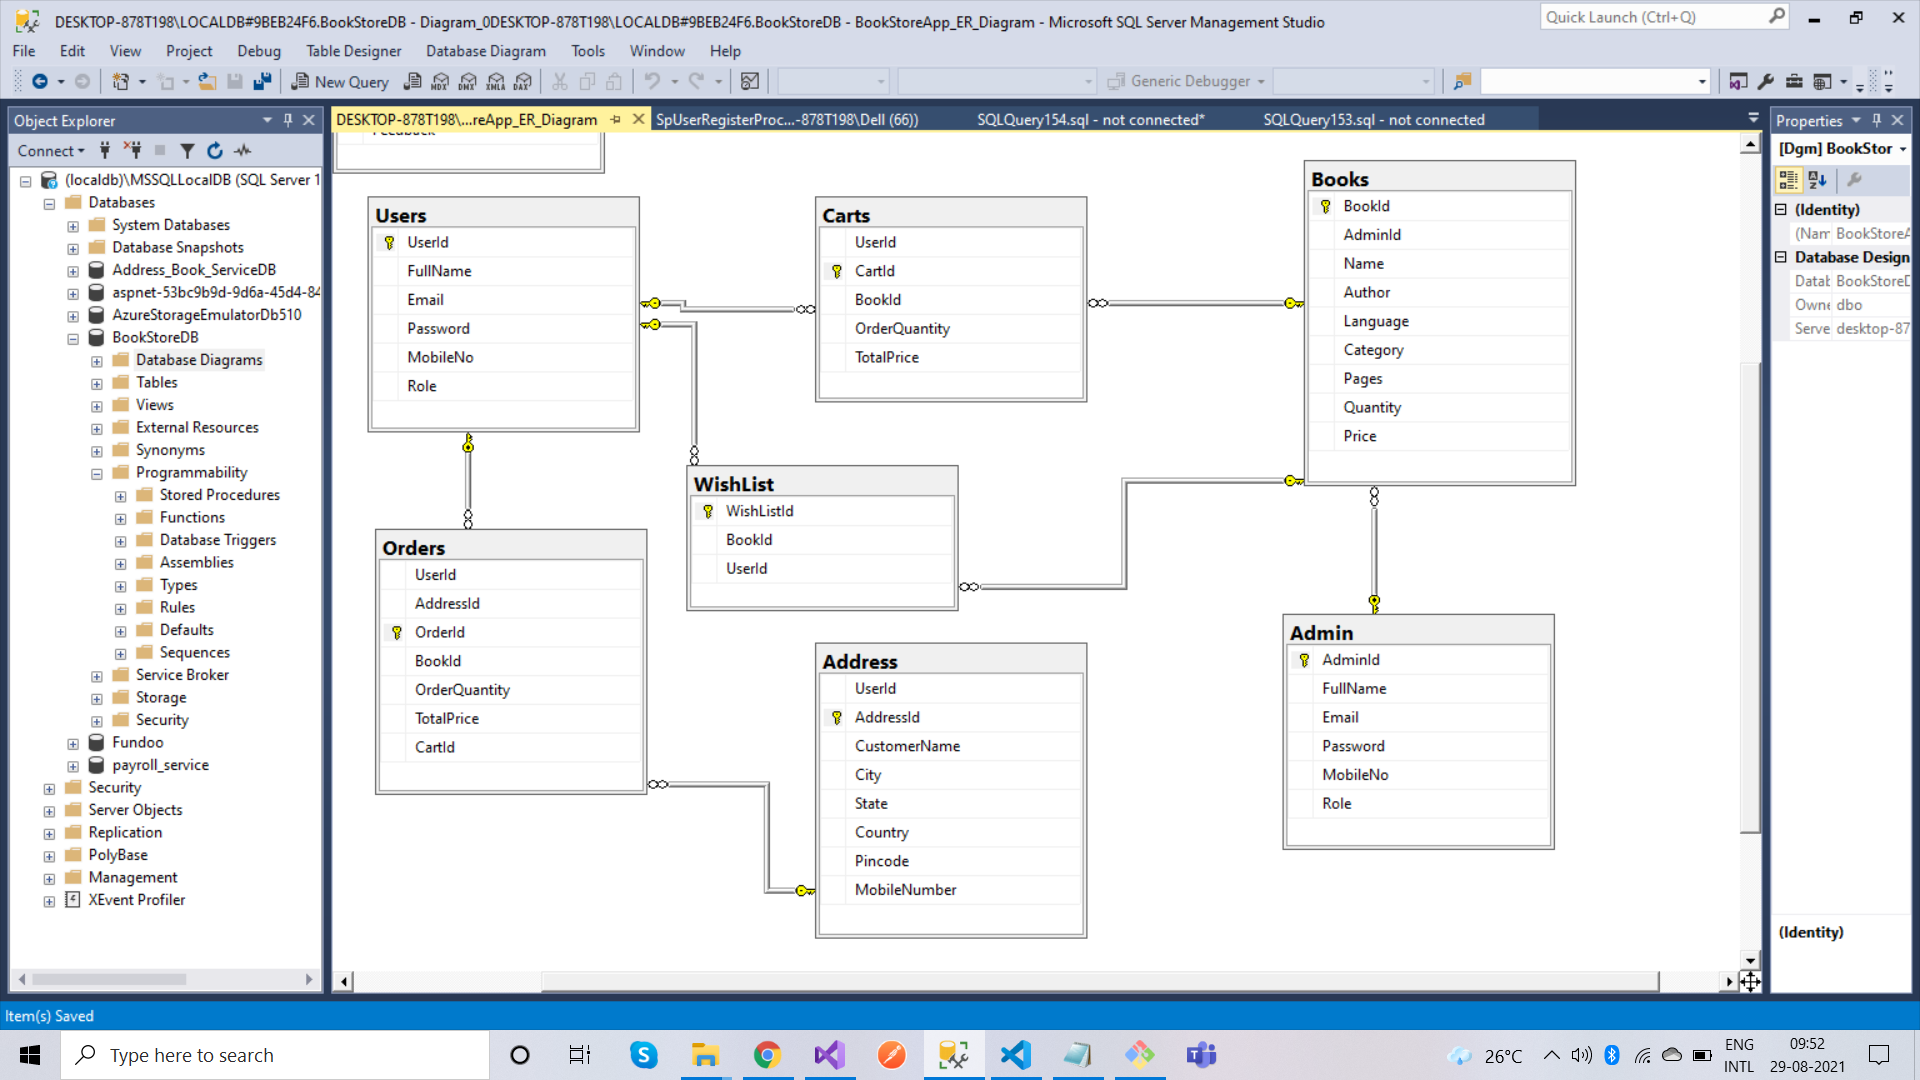 DESKTOP-878T198\LOCALDB#9BEB24F6.BookStoreDB - Diagram_0DESKTOP-878T198\LOCALDB#9BEB24F6.BookStoreDB - BookStoreApp_ER_Diagram - Microsoft SQL Server Management Studio
Quick Launch (Ctrl+Q)
File Edit View Project Debug Table Designer Database Diagram Tools Window Help
New Query
MDX DMX XMLA DAX
Generic Debugger
Object Explorer
Connect
(localdb)\MSSQLLocalDB (SQL Server 1
Databases
System Databases
Database Snapshots
Address_Book_ServiceDB
aspnet-53bc9b9d-9d6a-45d4-84
AzureStorageEmulatorDb510
BookStoreDB
Database Diagrams
Tables
Views
External Resources
Synonyms
Programmability
Stored Procedures
Functions
Database Triggers
Assemblies
Types
Rules
Defaults
Sequences
Service Broker
Storage
Security
Fundoo
payroll_service
Security
Server Objects
Replication
PolyBase
Management
XEvent Profiler
DESKTOP-878T198\...reApp_ER_Diagram
SpUserRegisterProc...-878T198\Dell (66))
SQLQuery154.sql - not connected*
SQLQuery153.sql - not connected
Feedback
Users
UserId
FullName
Email
Password
MobileNo
Role
Carts
UserId
CartId
BookId
OrderQuantity
TotalPrice
Books
BookId
AdminId
Name
Author
Language
Category
Pages
Quantity
Price
WishList
WishListId
BookId
UserId
Orders
UserId
AddressId
OrderId
BookId
OrderQuantity
TotalPrice
CartId
Address
UserId
AddressId
CustomerName
City
State
Country
Pincode
MobileNumber
Admin
AdminId
FullName
Email
Password
MobileNo
Role
Properties
[Dgm] BookStor
(Identity)
(Nam BookStoreA
Database Design
Datab BookStoreD
Owne dbo
Serve desktop-87
(Identity)
Item(s) Saved
Type here to search
26°C
ENG
INTL
09:52
29-08-2021